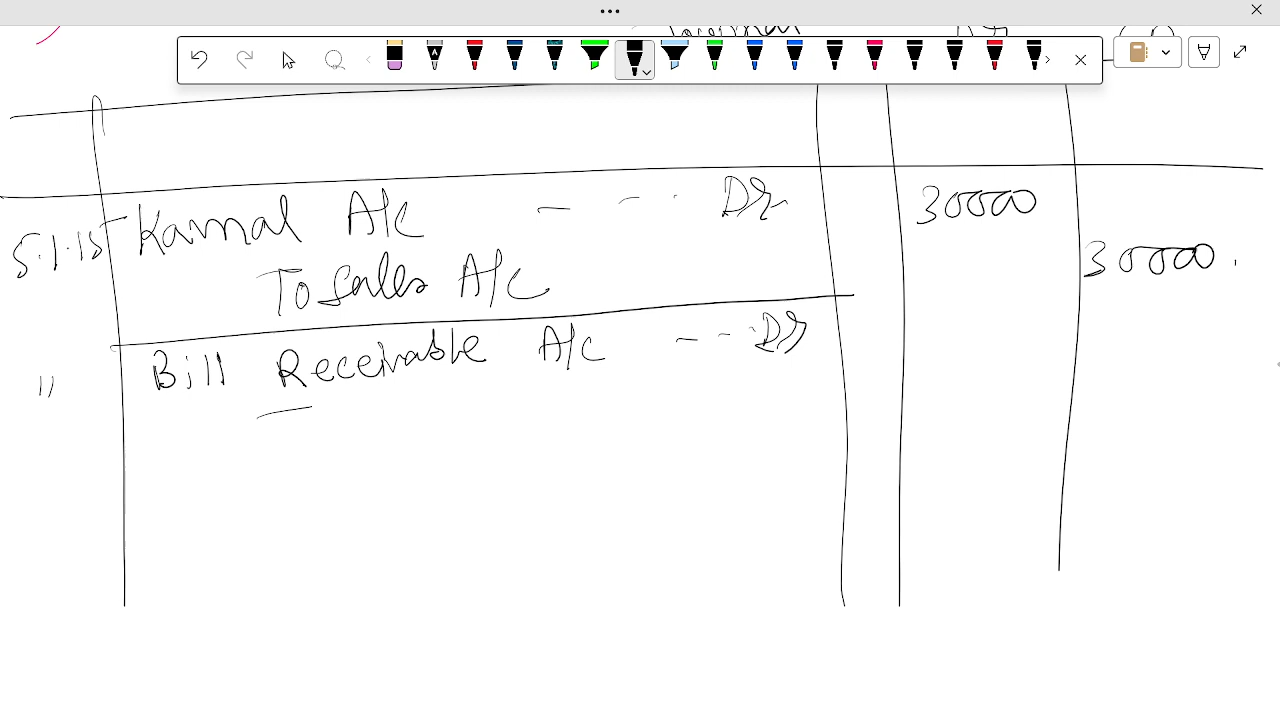 Kamal A/c - - - Dr 30000
5.1.15
To Sales A/c 30000.
Bill Receivable A/c - - - Dr
"